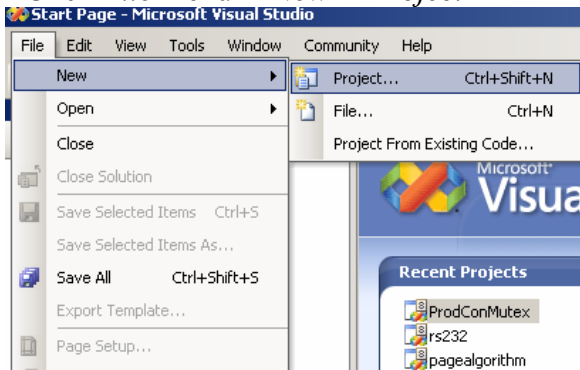 Start Page - Microsoft Visual Studio
File Edit View Tools Window Community Help
New
Project... Ctrl+Shift+N
Open
File... Ctrl+N
Close
Project From Existing Code...
Close Solution
Microsoft
Visua
Save Selected Items Ctrl+S
Save Selected Items As...
Save All Ctrl+Shift+S
Recent Projects
Export Template...
ProdConMutex
rs232
Page Setup...
pagealgorithm